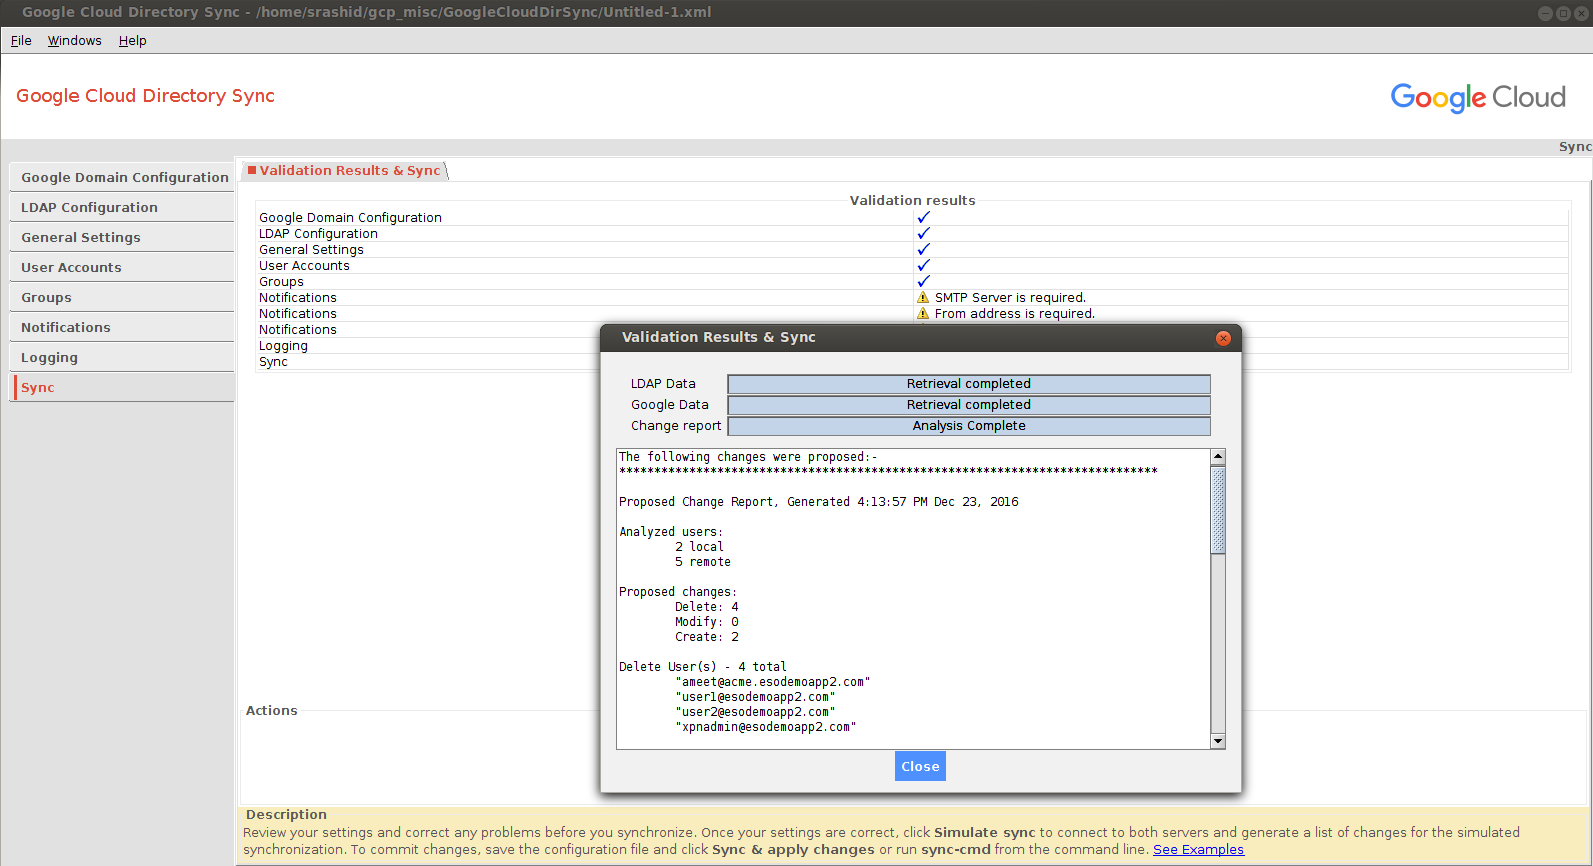 Google Cloud Directory Sync - /home/srashid/gcp_misc/GoogleCloudDirSync/Untitled-1.xml
File Windows Help
Google Cloud Directory Sync
Google Cloud
Sync
Google Domain Configuration
LDAP Configuration
General Settings
User Accounts
Groups
Notifications
Logging
Sync
Validation Results & Sync
Validation results
Google Domain Configuration
LDAP Configuration
General Settings
User Accounts
Groups
Notifications SMTP Server is required.
Notifications From address is required.
Notifications
Logging
Sync
Validation Results & Sync
LDAP Data Retrieval completed
Google Data Retrieval completed
Change report Analysis Complete
The following changes were proposed:-
*****************************************************************************
Proposed Change Report, Generated 4:13:57 PM Dec 23, 2016
Analyzed users:
2 local
5 remote
Proposed changes:
Delete: 4
Modify: 0
Create: 2
Delete User(s) - 4 total
"ameet@acme.esodemoapp2.com"
"user1@esodemoapp2.com"
"user2@esodemoapp2.com"
"xpnadmin@esodemoapp2.com"
Close
Actions
Description
Review your settings and correct any problems before you synchronize. Once your settings are correct, click Simulate sync to connect to both servers and generate a list of changes for the simulated
synchronization. To commit changes, save the configuration file and click Sync & apply changes or run sync-cmd from the command line. See Examples